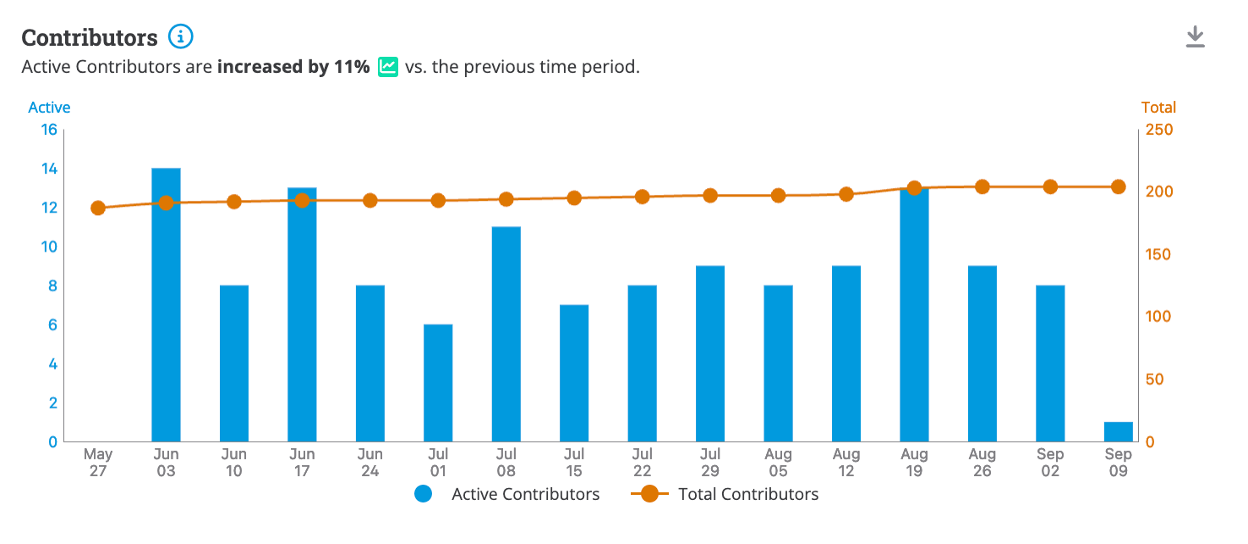 Contributors
Active Contributors are increased by 11% vs. the previous time period.
Active Total
16 250
14
12 200
10
8 150
6 100
4 50
2
0 0
May Jun Jun Jun Jun Jul Jul Jul Jul Jul Aug Aug Aug Aug Sep Sep
27 03 10 17 24 01 08 15 22 29 05 12 19 26 02 09
Active Contributors Total Contributors